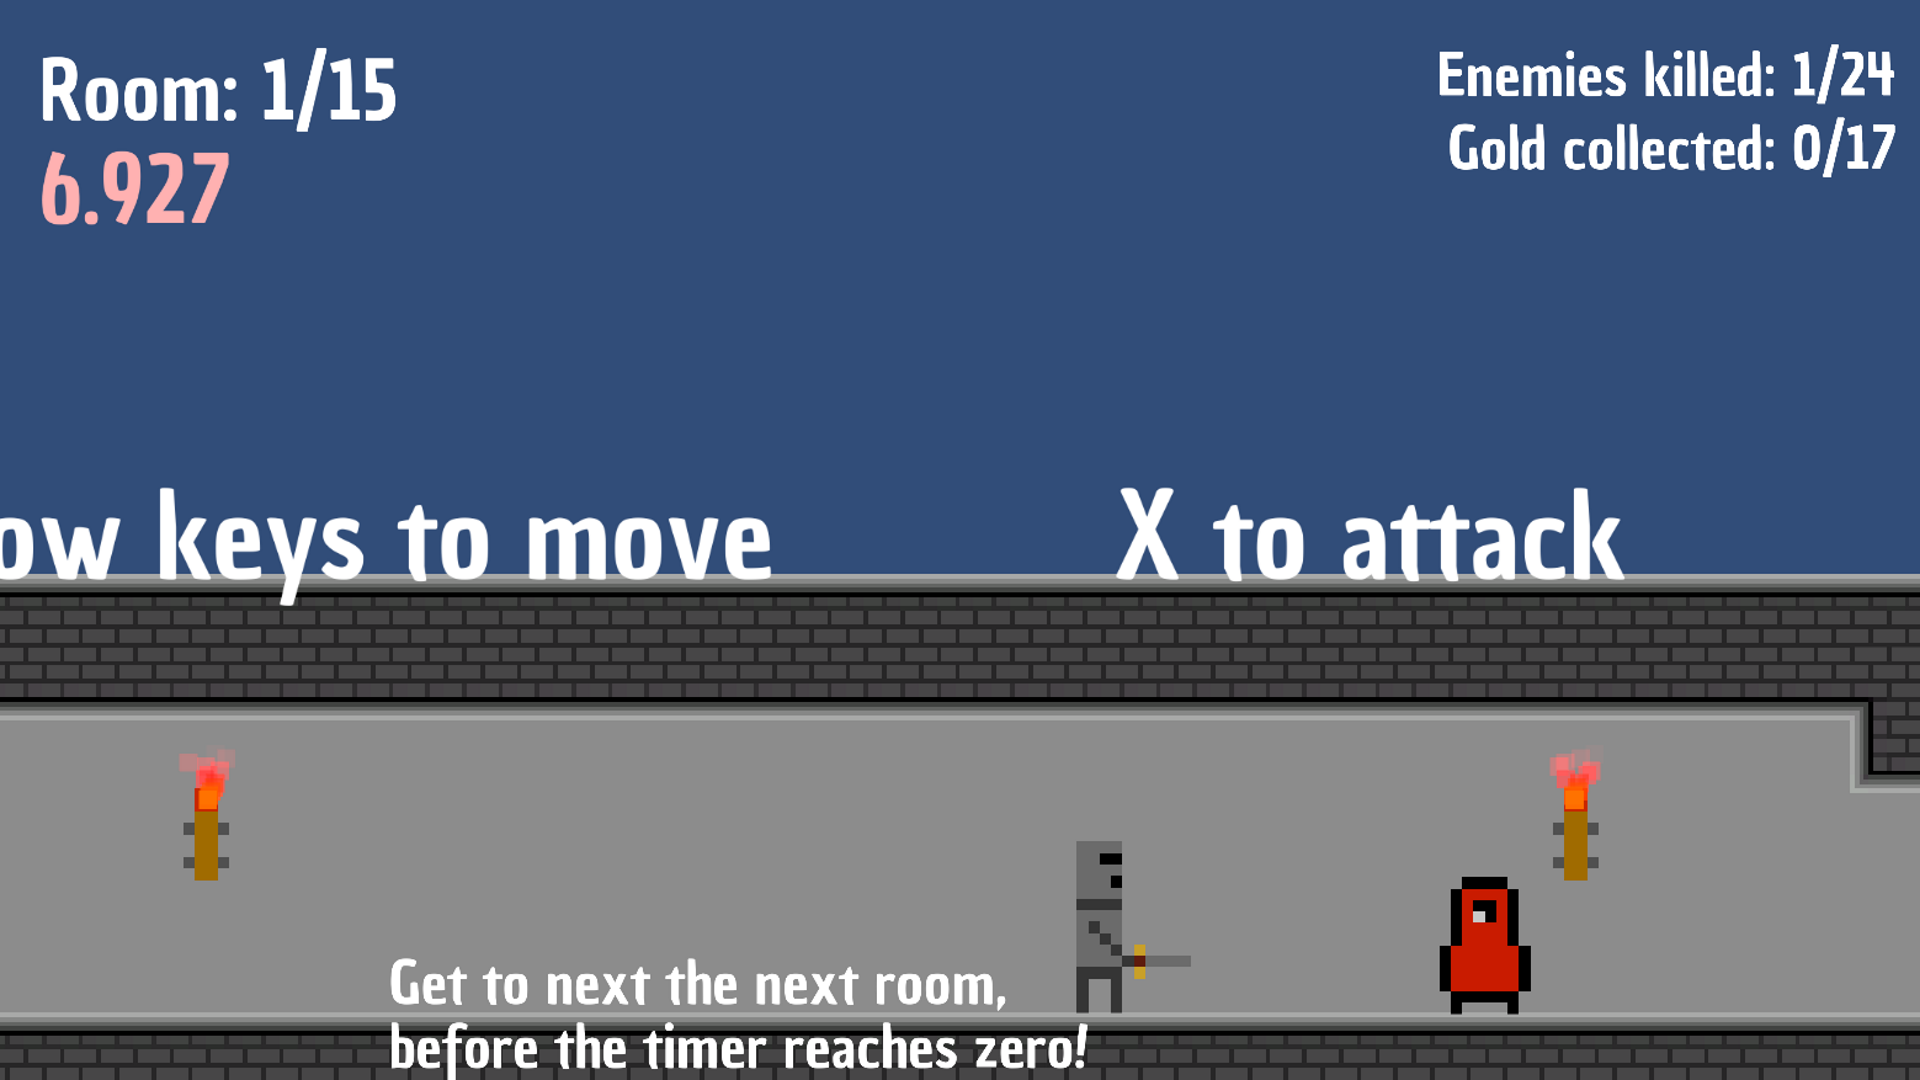 Room: 1/15
6.927
Enemies killed: 1/24
Gold collected: 0/17
ow keys to move
X to attack
Get to next the next room,
before the timer reaches zero!